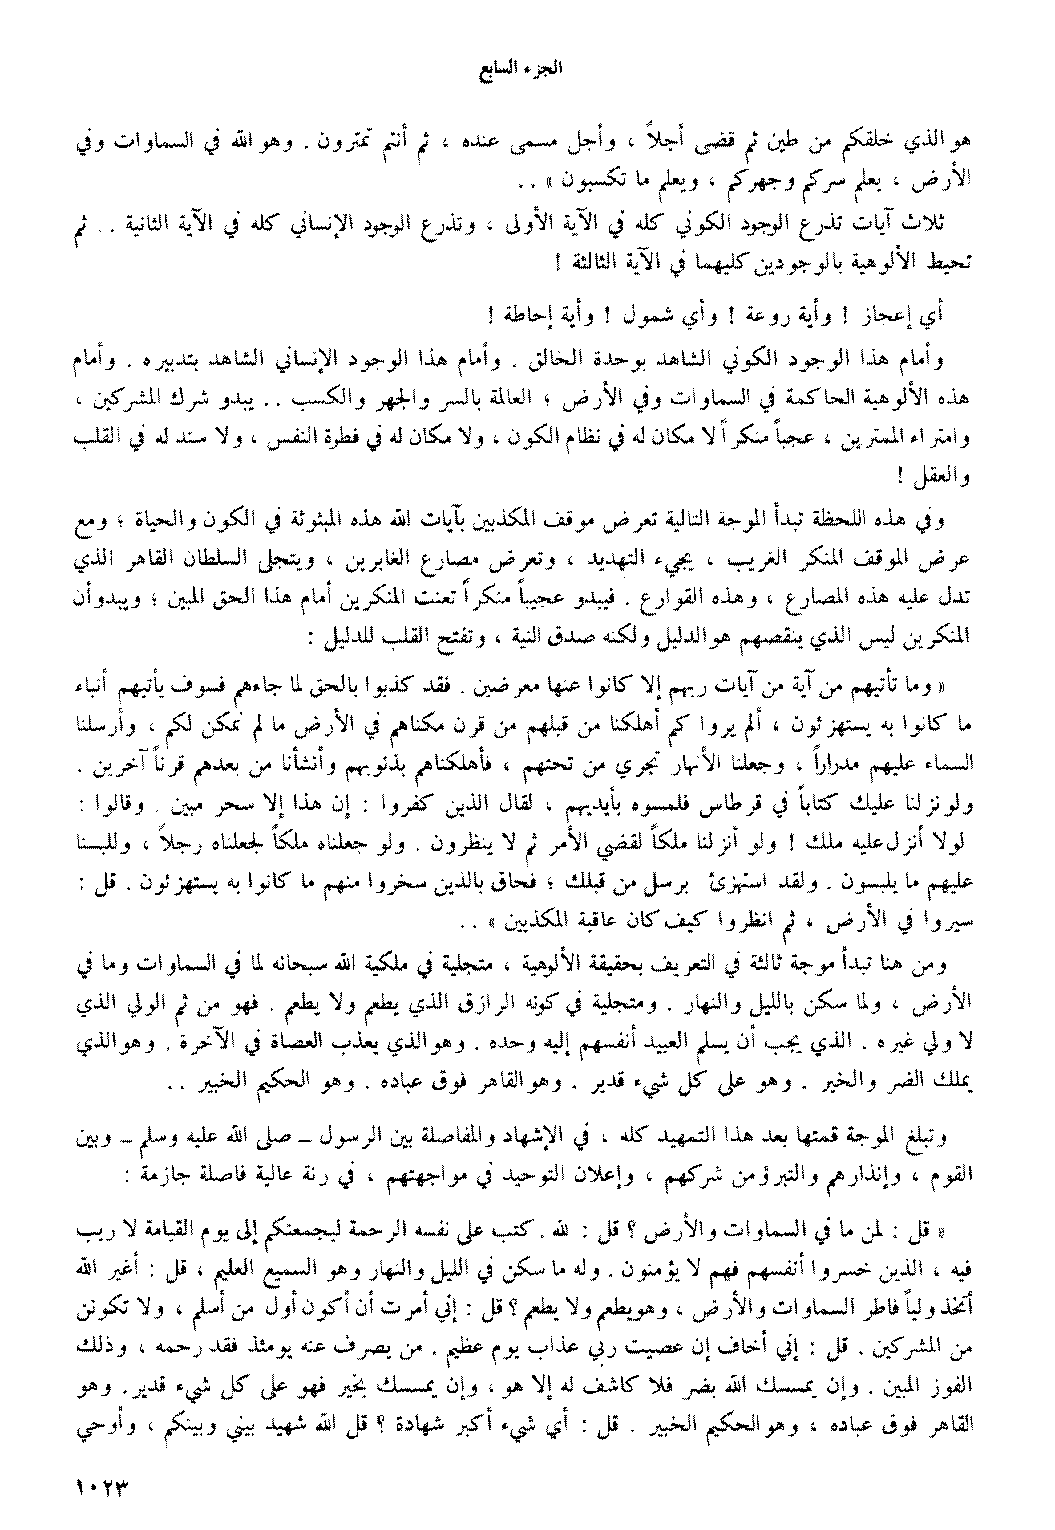 الجزء السابع
هو الذي خلقكم من طين ثم قضى أجلاً ، وأجل مسمى عنده ، ثم أنتم تمترون . وهو الله في السماوات وفي
الأرض ، يعلم سركم وجهركم ، ويعلم ما تكسبون » . .
ثلاث آيات تذرع الوجود الكوني كله في الآية الأولى ، وتذرع الوجود الإنساني كله في الآية الثانية . . ثم
تحيط الألوهية بالوجودين كليهما في الآية الثالثة !
أي إعجاز ! وأية روعة ! وأي شمول ! وأية إحاطة !
وأمام هذا الوجود الكوني الشاهد بوحدة الخالق . وأمام هذا الوجود الإنساني الشاهد بتدبيره . وأمام
هذه الألوهية الحاكمة في السماوات وفي الأرض ؛ العالمة بالسر والجهر والكسب . . يبدو شرك المشركين ،
وامتراء الممترين ، عجباً منكراً لا مكان له في نظام الكون ، ولا مكان له في فطرة النفس ، ولا سند له في القلب
والعقل !
وفي هذه اللحظة تبدأ الموجة التالية تعرض موقف المكذبين بآيات الله هذه المبثوثة في الكون والحياة ؛ ومع
عرض الموقف المنكر الغريب ، يجيء التهديد ، وتعرض مصارع الغابرين ، ويتجلى السلطان القاهر الذي
تدل عليه هذه المصارع ، وهذه القوارع . فيبدو عجيباً منكراً تعنت المنكرين أمام هذا الحق المبين ؛ ويبدو أن
المنكرين ليس الذي ينقصهم هو الدليل ولكنه صدق النية ، وتفتح القلب للدليل :
« وما تأتيهم من آية من آيات ربهم إلا كانوا عنها معرضين . فقد كذبوا بالحق لما جاءهم فسوف يأتيهم أنباء
ما كانوا به يستهزئون ، ألم يروا كم أهلكنا من قبلهم من قرن مكناهم في الأرض ما لم نمكن لكم ، وأرسلنا
السماء عليهم مدراراً ، وجعلنا الأنهار تجري من تحتهم ، فأهلكناهم بذنوبهم وأنشأنا من بعدهم قرناً آخرين .
ولو نزلنا عليك كتاباً في قرطاس فلمسوه بأيديهم ، لقال الذين كفروا : إن هذا إلا سحر مبين . وقالوا :
لولا أنزل عليه ملك ! ولو أنزلنا ملكاً لقضي الأمر ثم لا ينظرون . ولو جعلناه ملكاً لجعلناه رجلاً ، وللبسنا
عليهم ما يلبسون . ولقد استهزئ برسل من قبلك ؛ فحاق بالذين سخروا منهم ما كانوا به يستهزئون . قل :
سيروا في الأرض ، ثم انظروا كيف كان عاقبة المكذبين » . .
ومن هنا تبدأ موجة ثالثة في التعريف بحقيقة الألوهية ، متجلية في ملكية الله سبحانه لما في السماوات وما في
الأرض ، ولما سكن بالليل والنهار . ومتجلية في كونه الرازق الذي يطعم ولا يطعم . فهو من ثم الولي الذي
لا ولي غيره . الذي يجب أن يسلم العبيد أنفسهم إليه وحده . وهو الذي يعذب العصاة في الآخرة . وهو الذي
يملك الضر والخير . وهو على كل شيء قدير . وهو القاهر فوق عباده . وهو الحكيم الخبير . .
وتبلغ الموجة قمتها بعد هذا التمهيد كله ، في الإشهاد والمفاصلة بين الرسول – صلى الله عليه وسلم – وبين
القوم ، وإنذارهم والتبرؤ من شركهم ، وإعلان التوحيد في مواجهتهم ، في رنة عالية فاصلة جازمة :
« قل : لمن ما في السماوات والأرض ؟ قل : لله . كتب على نفسه الرحمة ليجمعنكم إلى يوم القيامة لا ريب
فيه ، الذين خسروا أنفسهم فهم لا يؤمنون . وله ما سكن في الليل والنهار وهو السميع العليم ، قل : أغير الله
أتخذ ولياً فاطر السماوات والأرض ، وهو يطعم ولا يطعم ؟ قل : إني أمرت أن أكون أول من أسلم ، ولا تكونن
من المشركين . قل : إني أخاف إن عصيت ربي عذاب يوم عظيم . من يصرف عنه يومئذ فقد رحمه ، وذلك
الفوز المبين . وإن يمسسك الله بضر فلا كاشف له إلا هو ، وإن يمسسك بخير فهو على كل شيء قدير . وهو
القاهر فوق عباده ، وهو الحكيم الخبير . قل : أي شيء أكبر شهادة ؟ قل الله شهيد بيني وبينكم ، وأوحي
١٠٢٣